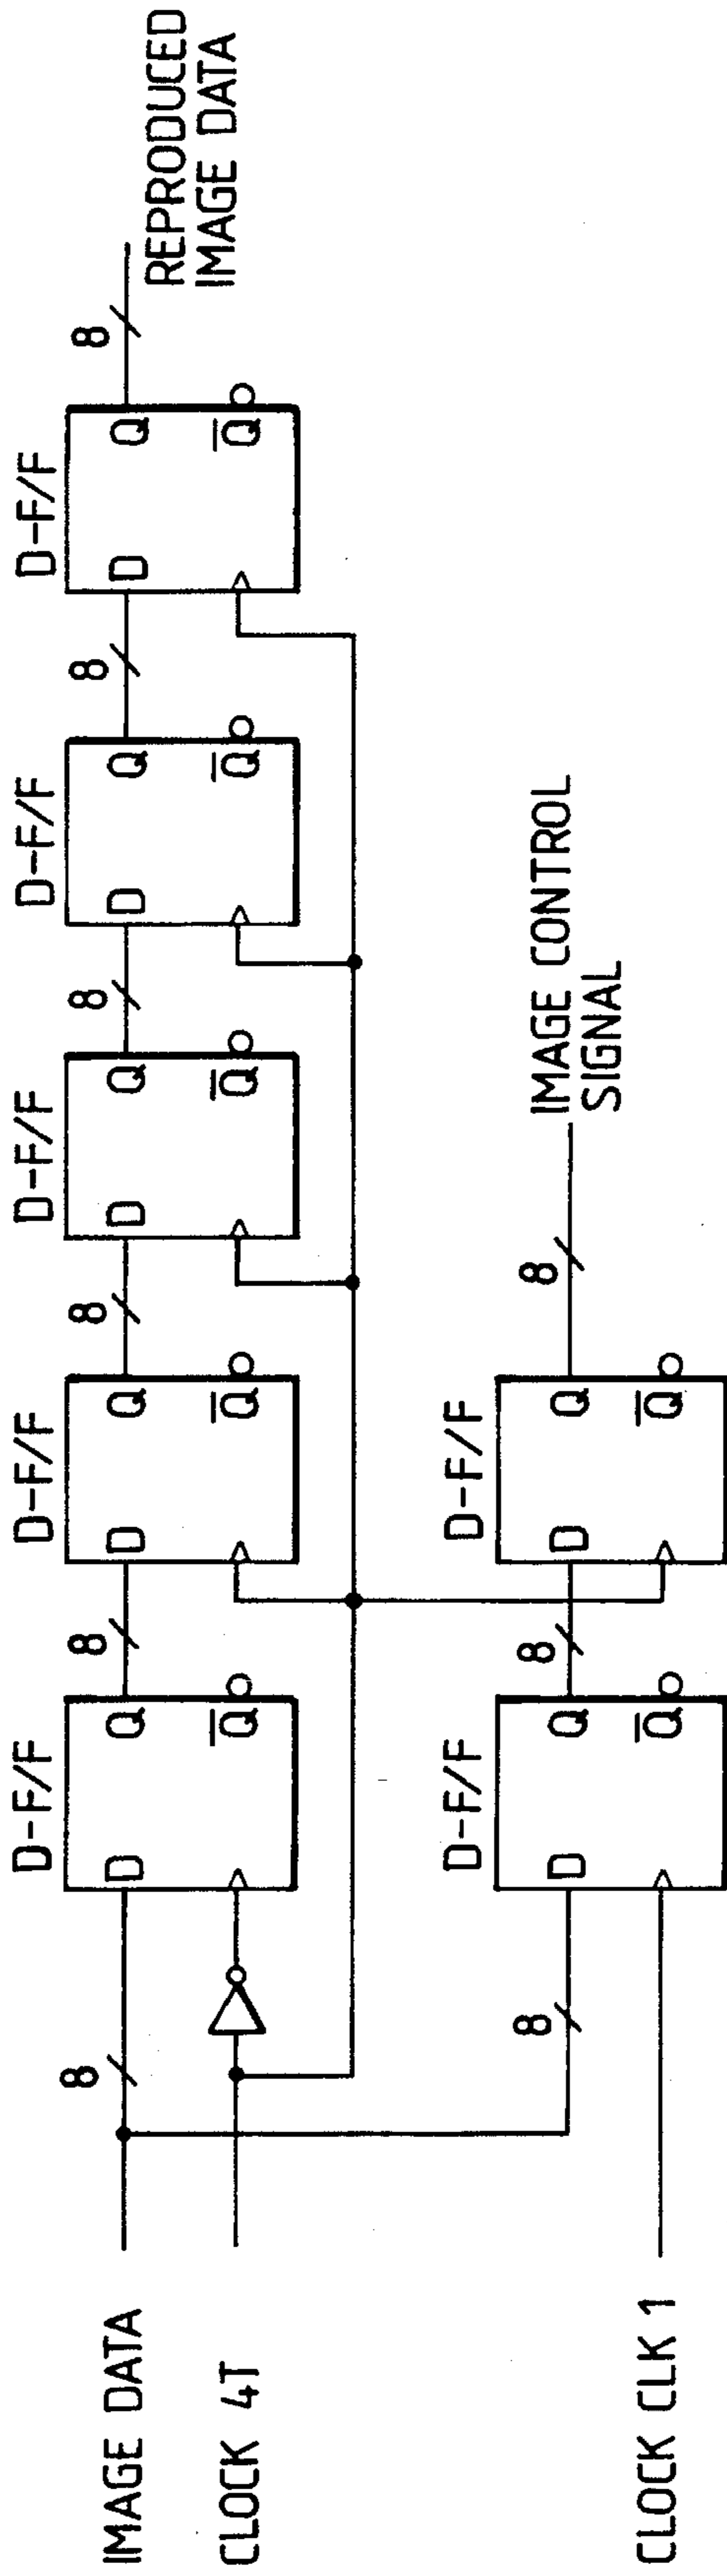 D-F/F
D-F/F
D-F/F
D-F/F
D-F/F
IMAGE DATA
8
D
Q
8
D
Q
8
D
Q
8
D
Q
8
D
Q
8
REPRODUCED
IMAGE DATA
CLOCK 4T
Q̅
Q̅
Q̅
Q̅
Q̅
D-F/F
D-F/F
8
D
Q
8
D
Q
8
IMAGE CONTROL
SIGNAL
CLOCK CLK 1
Q̅
Q̅